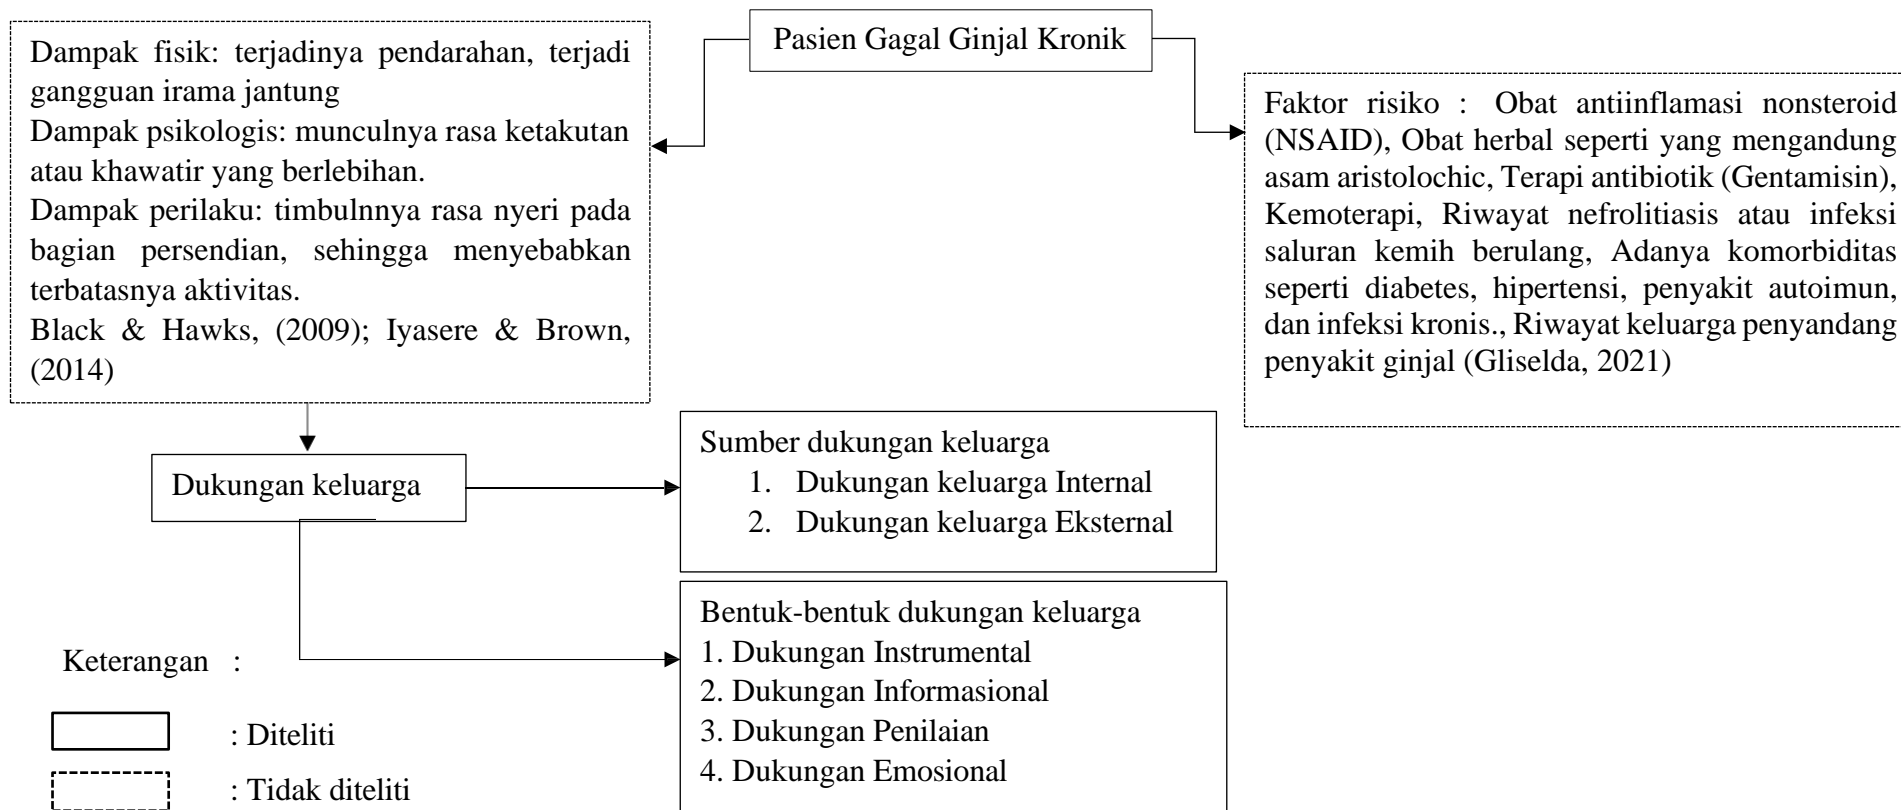 Pasien Gagal Ginjal Kronik
Dampak fisik: terjadinya pendarahan, terjadi
gangguan irama jantung
Dampak psikologis: munculnya rasa ketakutan
atau khawatir yang berlebihan.
Dampak perilaku: timbulnnya rasa nyeri pada
bagian persendian, sehingga menyebabkan
terbatasnya aktivitas.
Black & Hawks, (2009); Iyasere & Brown,
(2014)
Faktor risiko : Obat antiinflamasi nonsteroid
(NSAID), Obat herbal seperti yang mengandung
asam aristolochic, Terapi antibiotik (Gentamisin),
Kemoterapi, Riwayat nefrolitiasis atau infeksi
saluran kemih berulang, Adanya komorbiditas
seperti diabetes, hipertensi, penyakit autoimun,
dan infeksi kronis., Riwayat keluarga penyandang
penyakit ginjal (Gliselda, 2021)
Dukungan keluarga
Sumber dukungan keluarga
1. Dukungan keluarga Internal
2. Dukungan keluarga Eksternal
Bentuk-bentuk dukungan keluarga
1. Dukungan Instrumental
2. Dukungan Informasional
3. Dukungan Penilaian
4. Dukungan Emosional
Keterangan :
: Diteliti
: Tidak diteliti